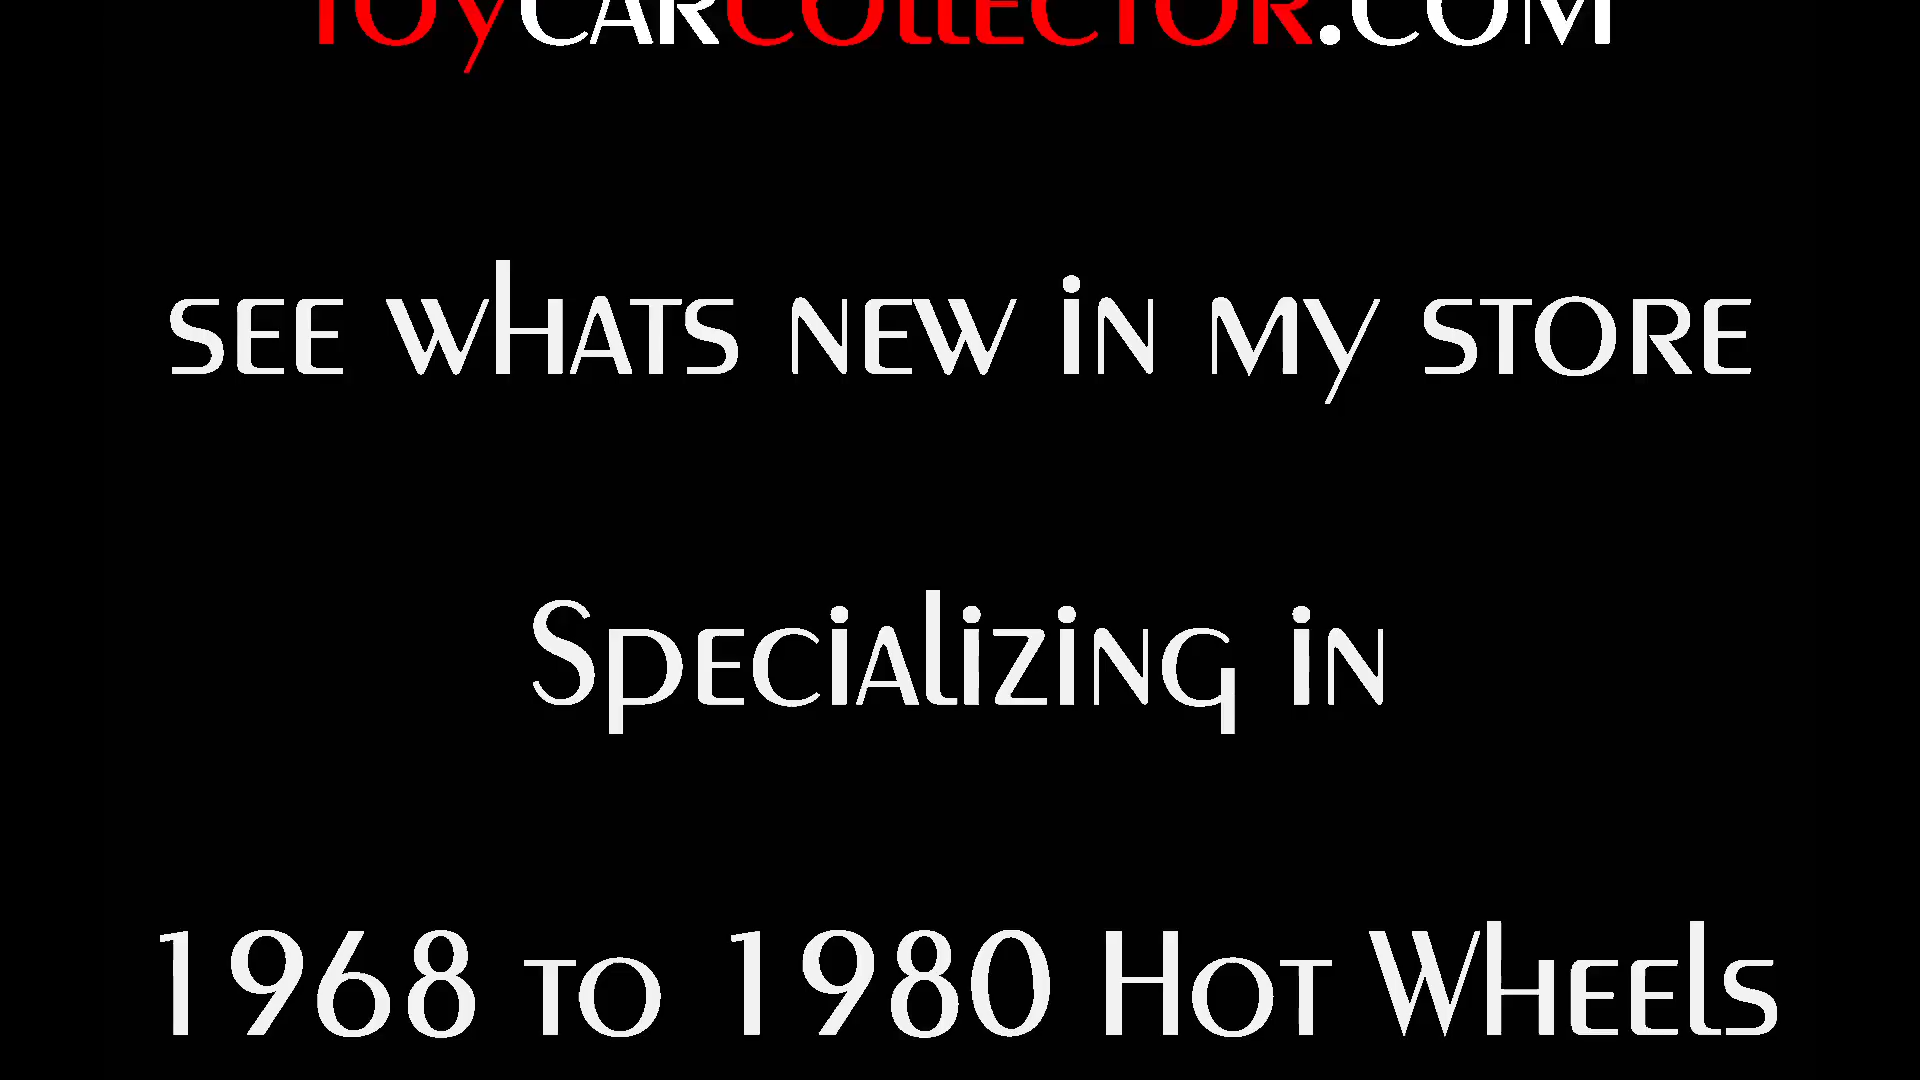 ToyCarCollector.com
see whats new in my store
Specializing in
1968 to 1980 Hot Wheels